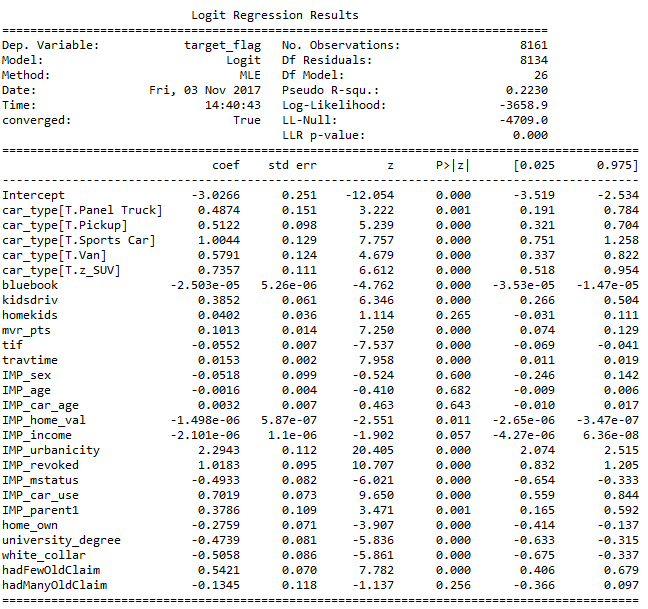 Logit Regression Results
==============================================================================
Dep. Variable: target_flag No. Observations: 8161
Model: Logit Df Residuals: 8134
Method: MLE Df Model: 26
Date: Fri, 03 Nov 2017 Pseudo R-squ.: 0.2230
Time: 14:40:43 Log-Likelihood: -3658.9
converged: True LL-Null: -4709.0
LLR p-value: 0.000
==============================================================================
coef std err z P>|z| [0.025 0.975]
------------------------------------------------------------------------------
Intercept -3.0266 0.251 -12.054 0.000 -3.519 -2.534
car_type[T.Panel Truck] 0.4874 0.151 3.222 0.001 0.191 0.784
car_type[T.Pickup] 0.5122 0.098 5.239 0.000 0.321 0.704
car_type[T.Sports Car] 1.0044 0.129 7.757 0.000 0.751 1.258
car_type[T.Van] 0.5791 0.124 4.679 0.000 0.337 0.822
car_type[T.z_SUV] 0.7357 0.111 6.612 0.000 0.518 0.954
bluebook -2.503e-05 5.26e-06 -4.762 0.000 -3.53e-05 -1.47e-05
kidsdriv 0.3852 0.061 6.346 0.000 0.266 0.504
homekids 0.0402 0.036 1.114 0.265 -0.031 0.111
mvr_pts 0.1013 0.014 7.250 0.000 0.074 0.129
tif -0.0552 0.007 -7.537 0.000 -0.069 -0.041
travtime 0.0153 0.002 7.958 0.000 0.011 0.019
IMP_sex -0.0518 0.099 -0.524 0.600 -0.246 0.142
IMP_age -0.0016 0.004 -0.410 0.682 -0.009 0.006
IMP_car_age 0.0032 0.007 0.463 0.643 -0.010 0.017
IMP_home_val -1.498e-06 5.87e-07 -2.551 0.011 -2.65e-06 -3.47e-07
IMP_income -2.101e-06 1.1e-06 -1.902 0.057 -4.27e-06 6.36e-08
IMP_urbanicity 2.2943 0.112 20.405 0.000 2.074 2.515
IMP_revoked 1.0183 0.095 10.707 0.000 0.832 1.205
IMP_mstatus -0.4933 0.082 -6.021 0.000 -0.654 -0.333
IMP_car_use 0.7019 0.073 9.650 0.000 0.559 0.844
IMP_parent1 0.3786 0.109 3.471 0.001 0.165 0.592
home_own -0.2759 0.071 -3.907 0.000 -0.414 -0.137
university_degree -0.4739 0.081 -5.836 0.000 -0.633 -0.315
white_collar -0.5058 0.086 -5.861 0.000 -0.675 -0.337
hadFewOldClaim 0.5421 0.070 7.782 0.000 0.406 0.679
hadManyOldClaim -0.1345 0.118 -1.137 0.256 -0.366 0.097
==============================================================================